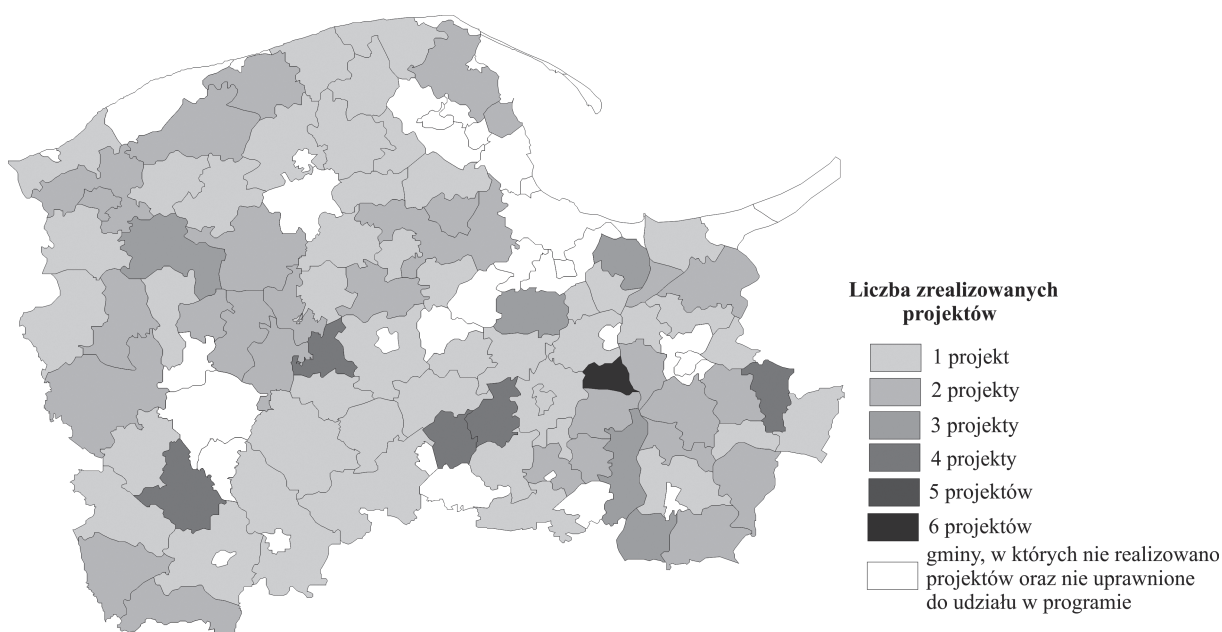 Liczba zrealizowanych
projektów
1 projekt
2 projekty
3 projekty
4 projekty
5 projektów
6 projektów
gminy, w których nie realizowano
projektów oraz nie uprawnione
do udziału w programie